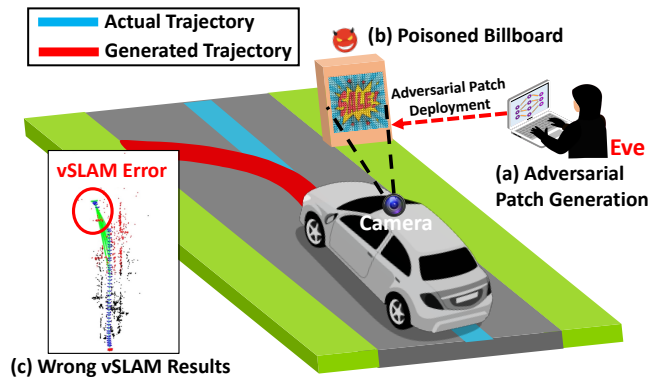 Actual Trajectory
Generated Trajectory
(b) Poisoned Billboard
SALE!
Adversarial Patch
Deployment
Eve
(a) Adversarial
Patch Generation
vSLAM Error
Camera
(c) Wrong vSLAM Results